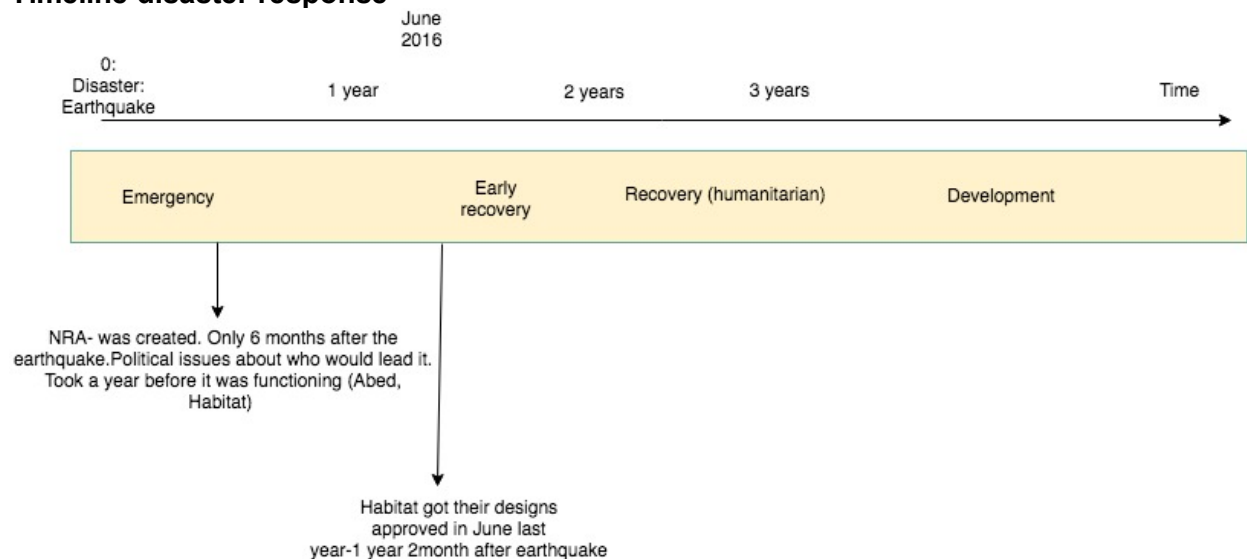 Timeline disaster response
June
2016
0:
Disaster:
Earthquake
1 year
2 years
3 years
Time
Emergency
Early
recovery
Recovery (humanitarian)
Development
NRA- was created. Only 6 months after the
earthquake.Political issues about who would lead it.
Took a year before it was functioning (Abed,
Habitat)
Habitat got their designs
approved in June last
year-1 year 2month after earthquake